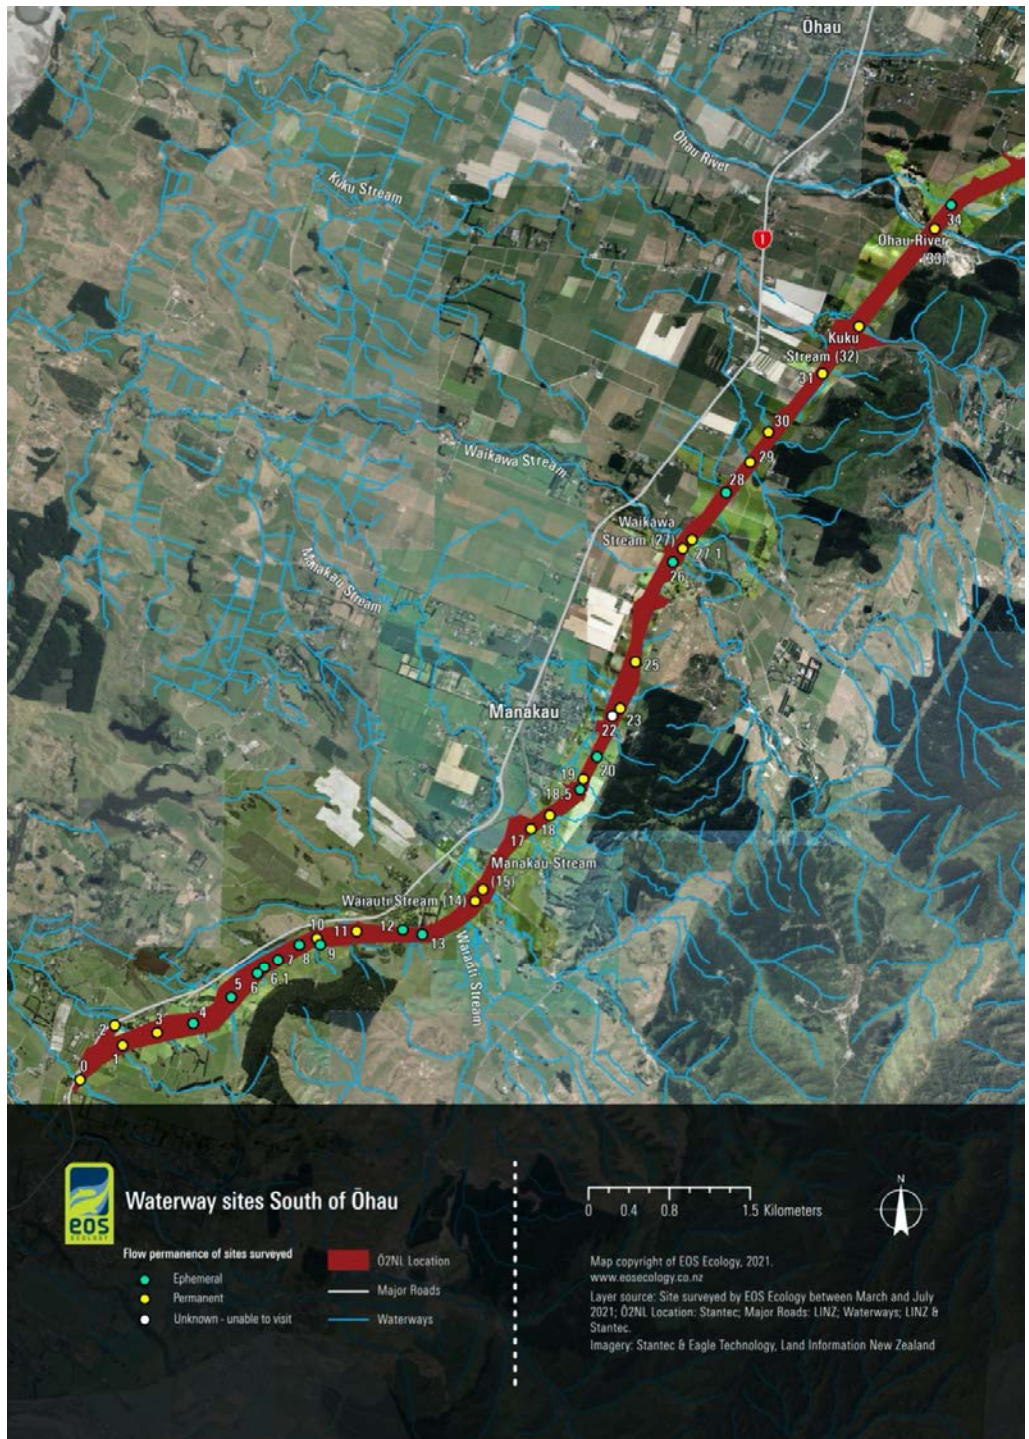 Ōhau
Ōhau River
Kuku Stream
1
34
Ōhau River
(33)
Kuku
Stream (32)
31
30
29
Waikawa Stream
28
Waikawa
Stream (27)
27.1
26
Manakau Stream
25
Manakau
23
22
20
19
18.5
18
17
Manakau Stream
(15)
Waiauti Stream (14)
Waiauti Stream
13
12
11
10
9
8
7
6.1
6
5
4
3
2
1
0
eos
ECOLOGY
Waterway sites South of Ōhau
Flow permanence of sites surveyed
Ephemeral
Permanent
Unknown - unable to visit
Ō2NL Location
Major Roads
Waterways
0 0.4 0.8 1.5 Kilometers
N
Map copyright of EOS Ecology, 2021.
www.eosecology.co.nz
Layer source: Site surveyed by EOS Ecology between March and July
2021; Ō2NL Location: Stantec; Major Roads: LINZ; Waterways; LINZ &
Stantec.
Imagery: Stantec & Eagle Technology, Land Information New Zealand